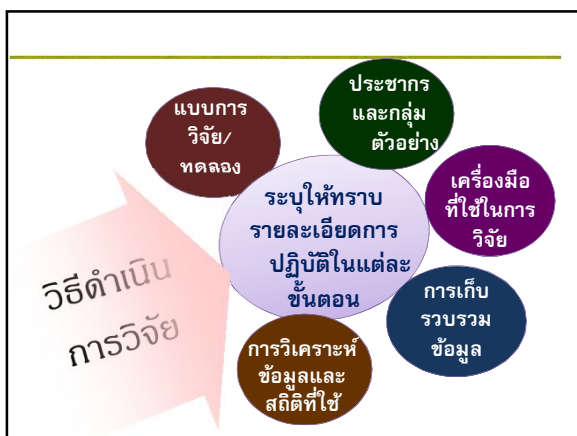 แบบการ
วิจัย/
ทดลอง
ประชากร
และกลุ่ม
ตัวอย่าง
เครื่องมือ
ที่ใช้ในการ
วิจัย
ระบุให้ทราบ
รายละเอียดการ
ปฏิบัติในแต่ละ
ขั้นตอน
วิธีดำเนิน
การวิจัย
การเก็บ
รวบรวม
ข้อมูล
การวิเคราะห์
ข้อมูลและ
สถิติที่ใช้